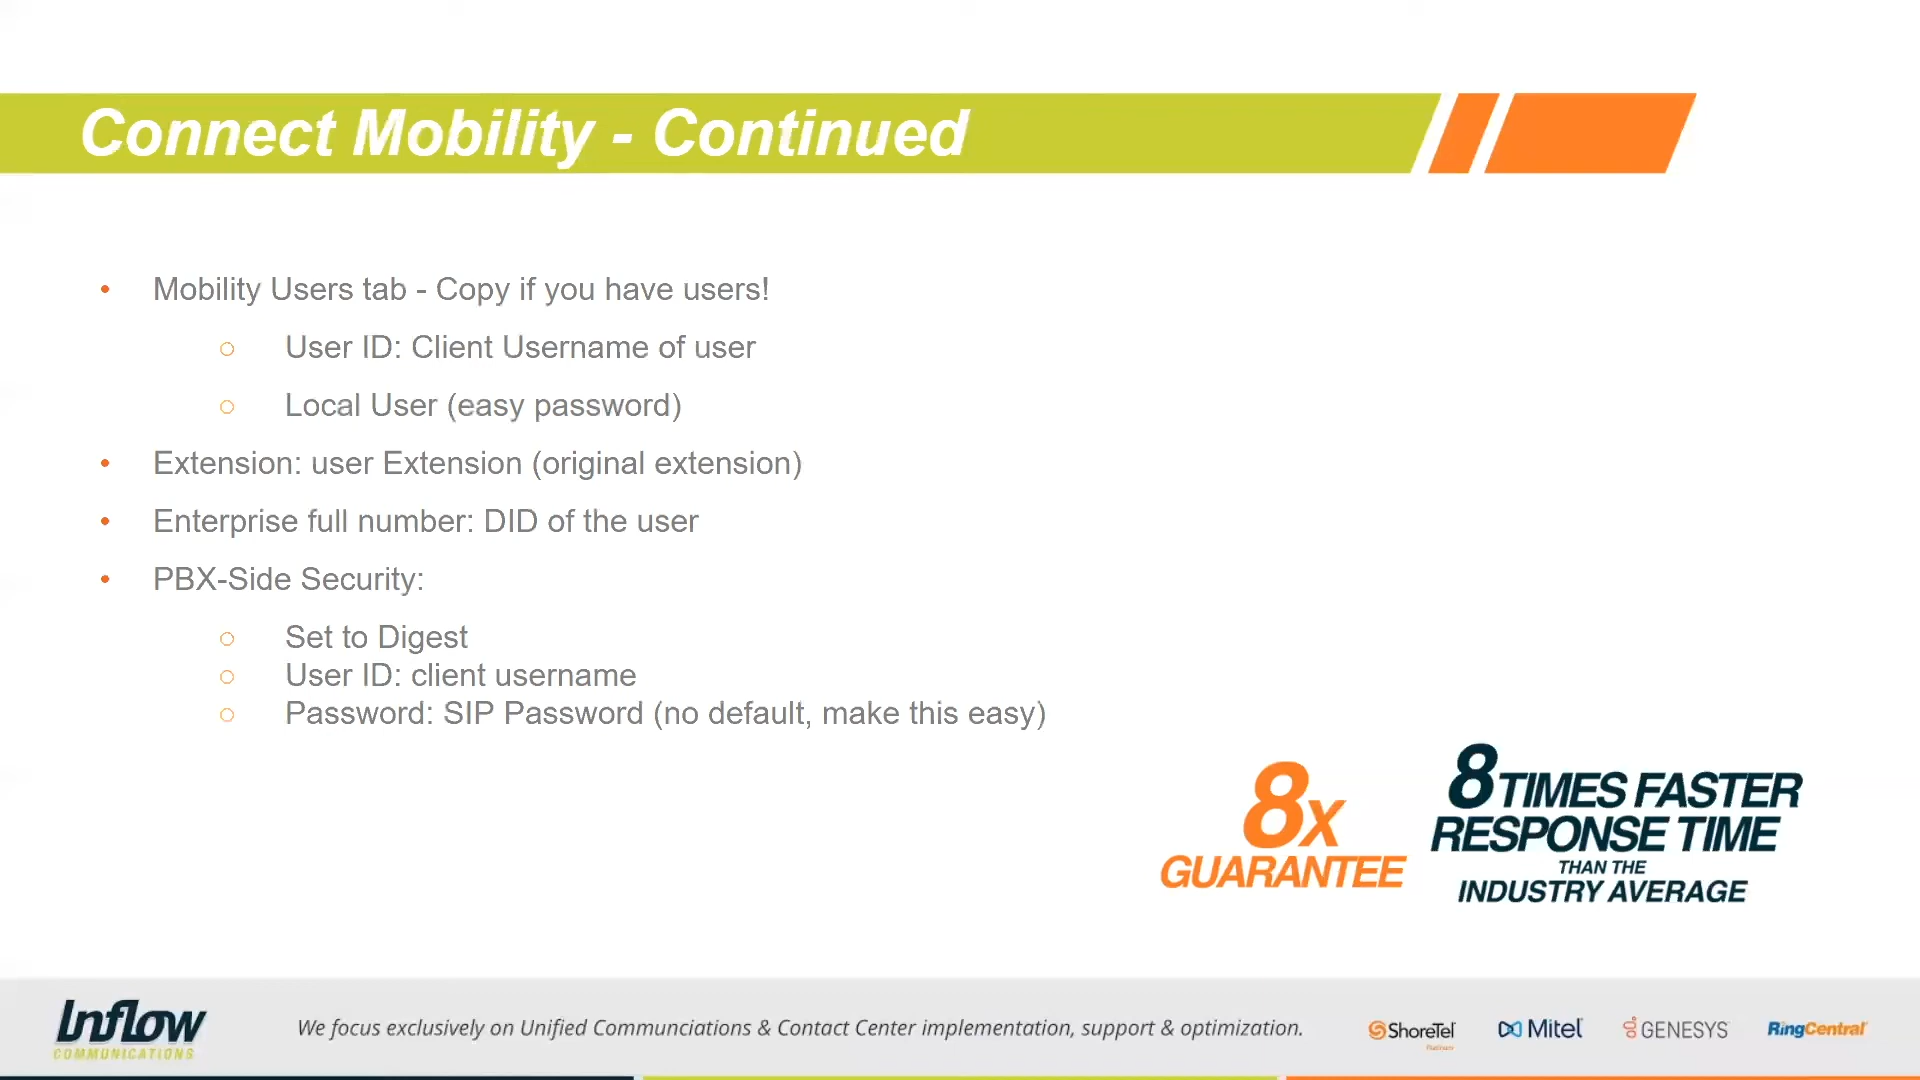 Connect Mobility - Continued
• Mobility Users tab - Copy if you have users!
○ User ID: Client Username of user
○ Local User (easy password)
• Extension: user Extension (original extension)
• Enterprise full number: DID of the user
• PBX-Side Security:
○ Set to Digest
○ User ID: client username
○ Password: SIP Password (no default, make this easy)
8x
GUARANTEE
8 TIMES FASTER
RESPONSE TIME
THAN THE
INDUSTRY AVERAGE
Inflow
COMMUNICATIONS
We focus exclusively on Unified Communciations & Contact Center implementation, support & optimization.
ShoreTel
Mitel
GENESYS
RingCentral